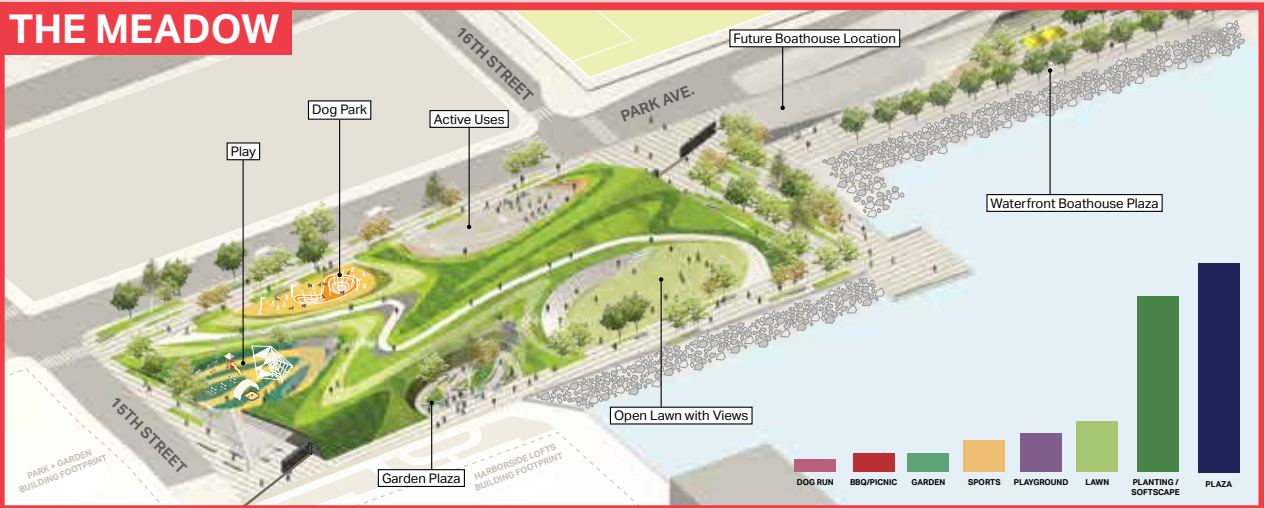 THE MEADOW
16TH STREET
Future Boathouse Location
PARK AVE.
Dog Park
Active Uses
Play
Waterfront Boathouse Plaza
Open Lawn with Views
15TH STREET
PARK + GARDEN
BUILDING FOOTPRINT
Garden Plaza
HARBORSIDE LOFTS
BUILDING FOOTPRINT
DOG RUN
BBQ/PICNIC
GARDEN
SPORTS
PLAYGROUND
LAWN
PLANTING /
SOFTSCAPE
PLAZA